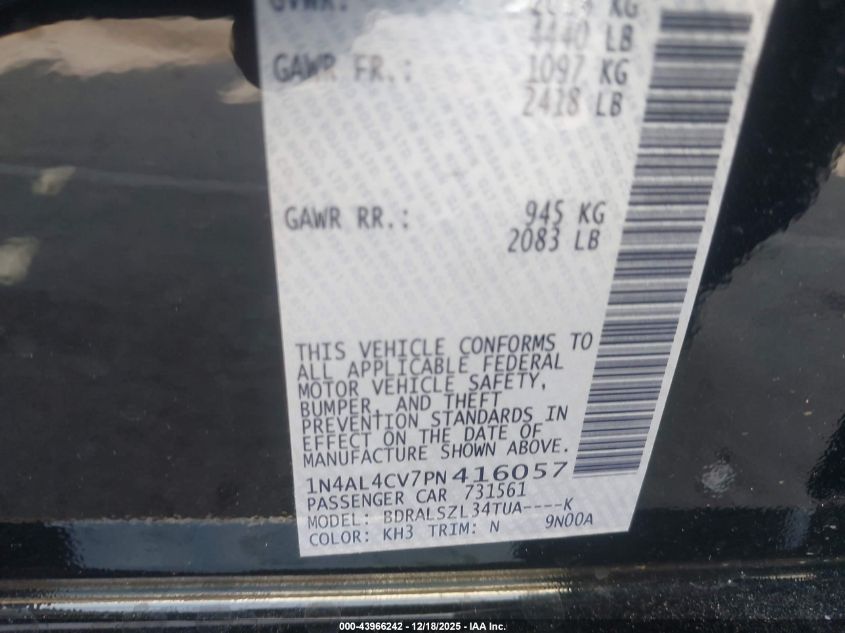 GVWR:
KG
4440 LB
GAWR FR.: 1097 KG
2418 LB
GAWR RR.: 945 KG
2083 LB
THIS VEHICLE CONFORMS TO
ALL APPLICABLE FEDERAL
MOTOR VEHICLE SAFETY,
BUMPER, AND THEFT
PREVENTION STANDARDS IN
EFFECT ON THE DATE OF
MANUFACTURE SHOWN ABOVE.
1N4AL4CV7PN416057
PASSENGER CAR 731561
MODEL: BDRALSZL34TUA----K
COLOR: KH3 TRIM: N 9N00A
000-43966242 - 12/18/2025 - IAA Inc.